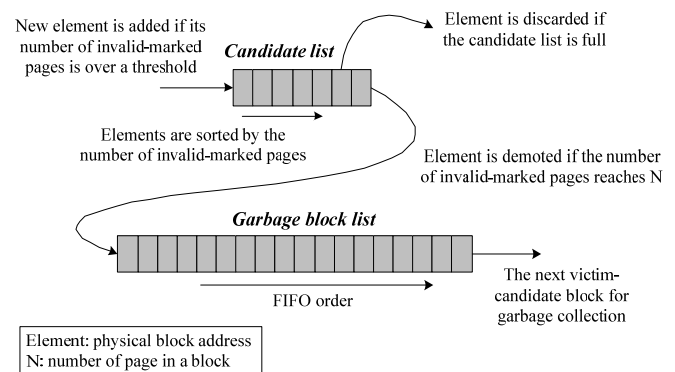 New element is added if its
number of invalid-marked
pages is over a threshold
Candidate list
Element is discarded if
the candidate list is full
Elements are sorted by the
number of invalid-marked pages
Element is demoted if the number
of invalid-marked pages reaches N
Garbage block list
FIFO order
The next victim-
candidate block for
garbage collection
Element: physical block address
N: number of page in a block